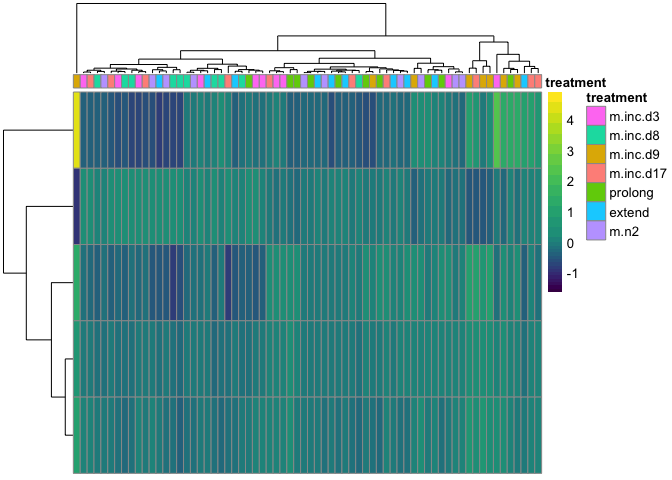 treatment
treatment
m.inc.d3
m.inc.d8
m.inc.d9
m.inc.d17
prolong
extend
m.n2
4
3
2
1
0
-1